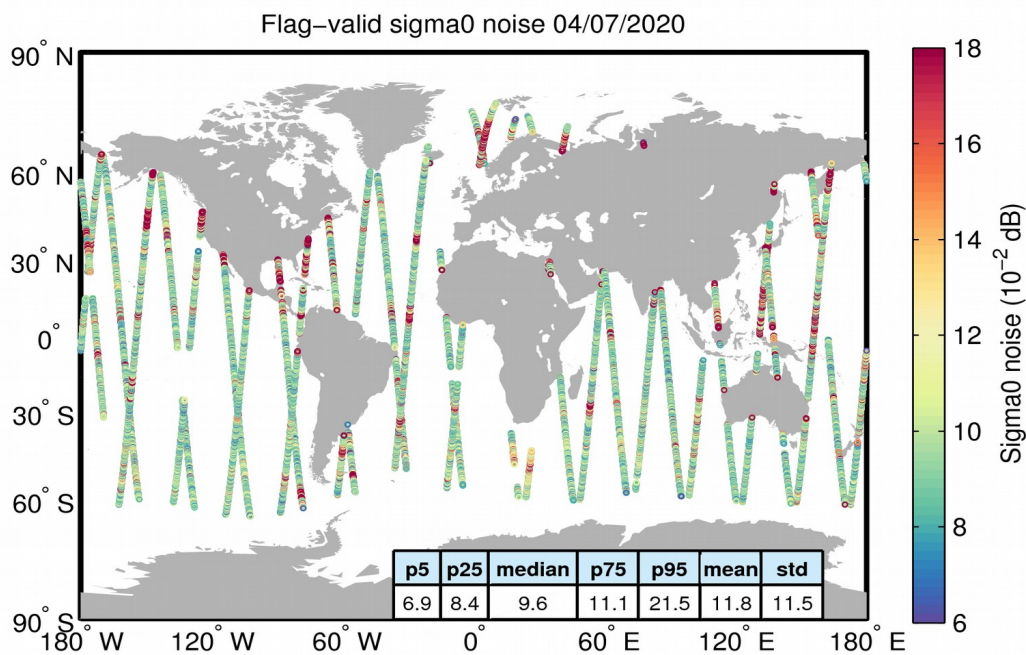 Flag−valid sigma0 noise 04/07/2020
90° N
60° N
30° N
0°
30° S
60° S
90° S
180° W
120° W
60° W
0°
60° E
120° E
180° E
p5 p25 median p75 p95 mean std
6.9 8.4 9.6 11.1 21.5 11.8 11.5
18
16
14
12
10
8
6
Sigma0 noise (10⁻² dB)